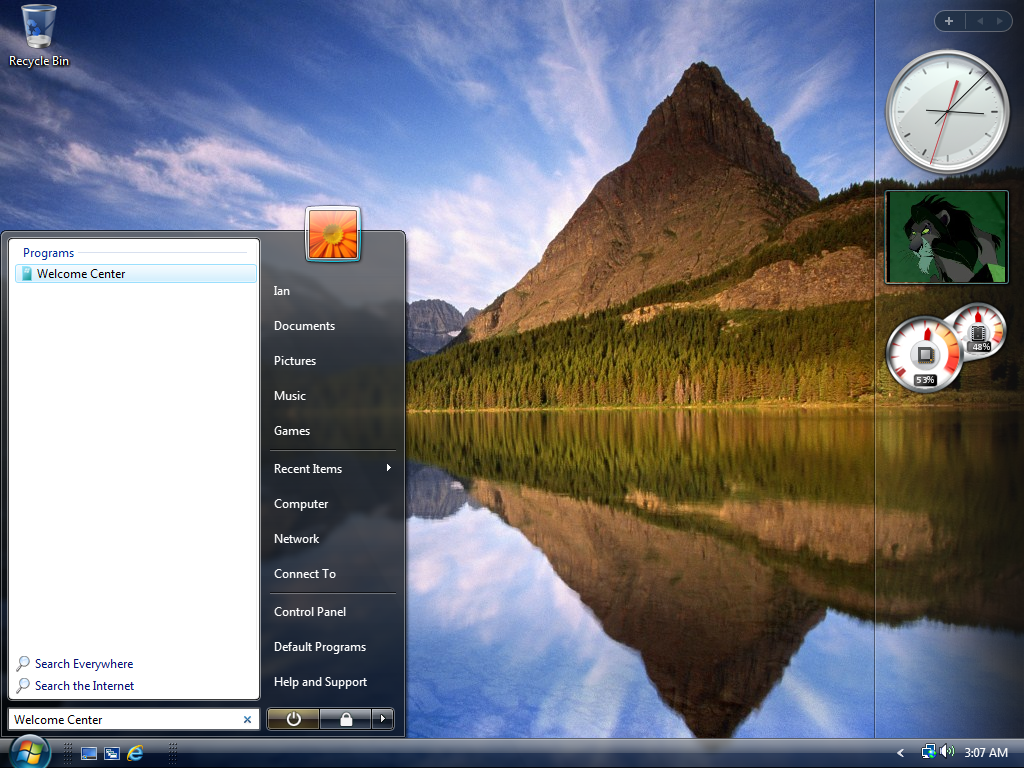 Recycle Bin
Programs
Welcome Center
Search Everywhere
Search the Internet
Welcome Center
Ian
Documents
Pictures
Music
Games
Recent Items
Computer
Network
Connect To
Control Panel
Default Programs
Help and Support
48%
53%
3:07 AM